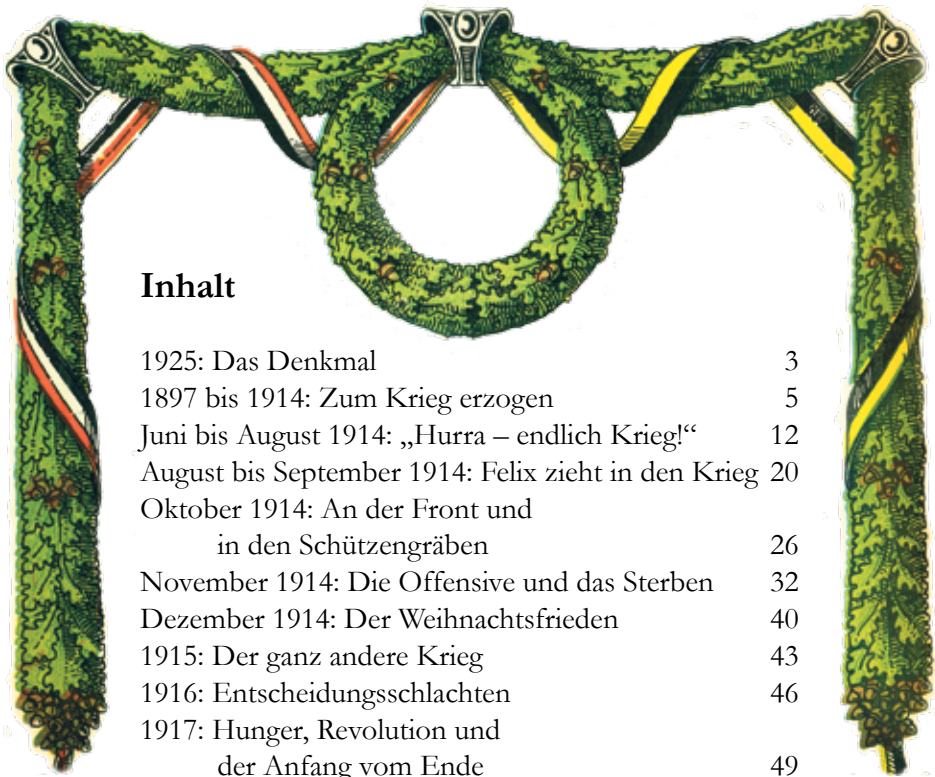 Inhalt
1925: Das Denkmal 3
1897 bis 1914: Zum Krieg erzogen 5
Juni bis August 1914: „Hurra – endlich Krieg!“ 12
August bis September 1914: Felix zieht in den Krieg 20
Oktober 1914: An der Front und
in den Schützengräben 26
November 1914: Die Offensive und das Sterben 32
Dezember 1914: Der Weihnachtsfrieden 40
1915: Der ganz andere Krieg 43
1916: Entscheidungsschlachten 46
1917: Hunger, Revolution und
der Anfang vom Ende 49